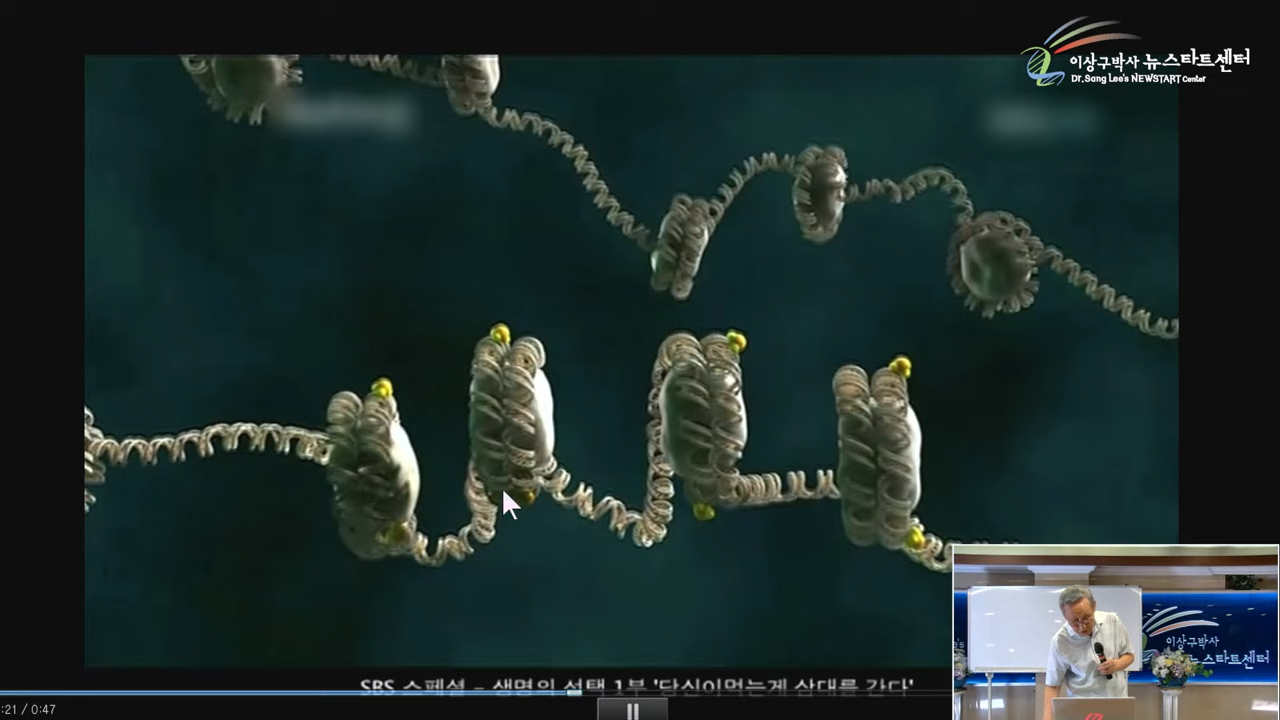 이상구박사 뉴스타트센터
Dr. Sang Lee's NEWSTART Center
SBS 스페셜 - 생명의 선택 1부 '당신이먹는게 삼대를 간다'
:21 / 0:47
이상구박사
뉴스타트센터